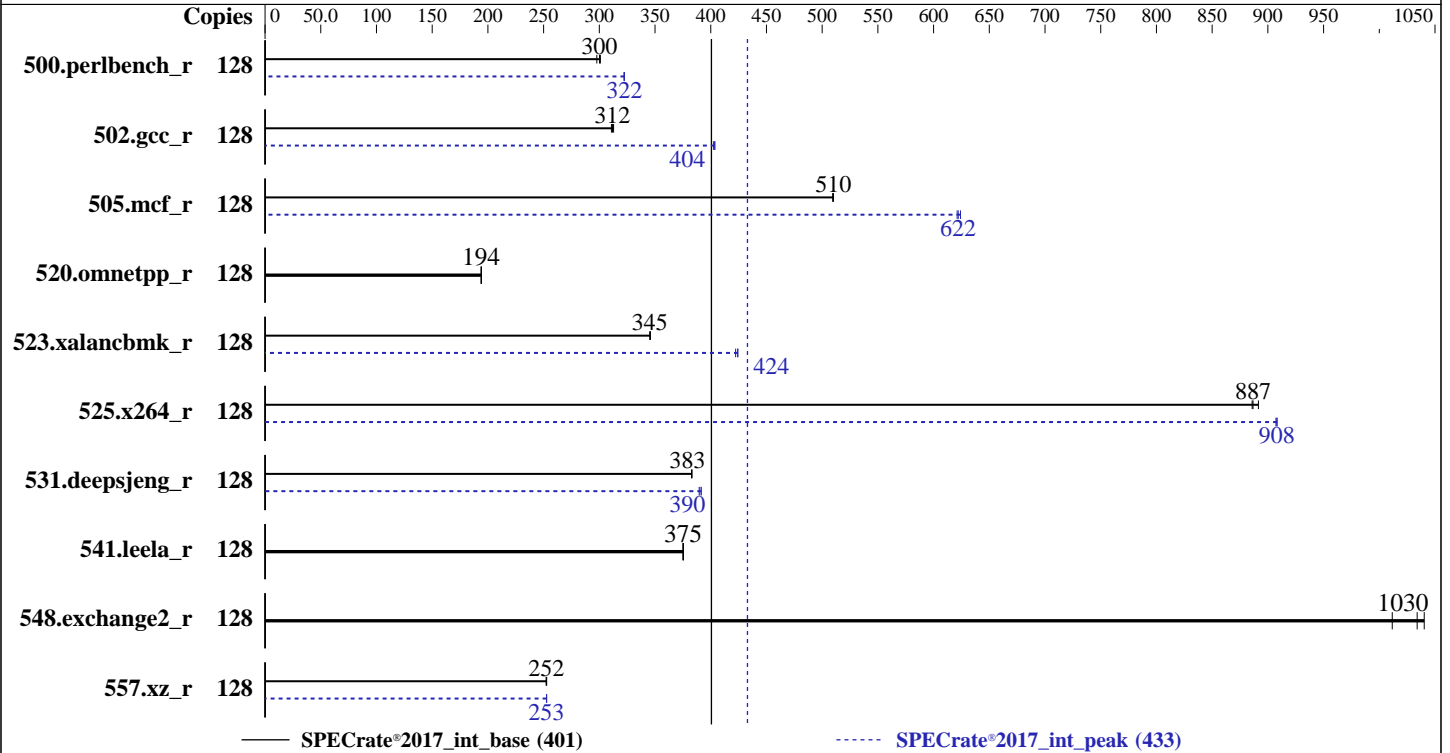 Copies 0 50.0 100 150 200 250 300 350 400 450 500 550 600 650 700 750 800 850 900 950 1050
300
500.perlbench_r 128
322
312
502.gcc_r 128
404
510
505.mcf_r 128
622
194
520.omnetpp_r 128
345
523.xalancbmk_r 128
424
887
525.x264_r 128
908
383
531.deepsjeng_r 128
390
375
541.leela_r 128
1030
548.exchange2_r 128
252
557.xz_r 128
253
SPECrate®2017_int_base (401) SPECrate®2017_int_peak (433)